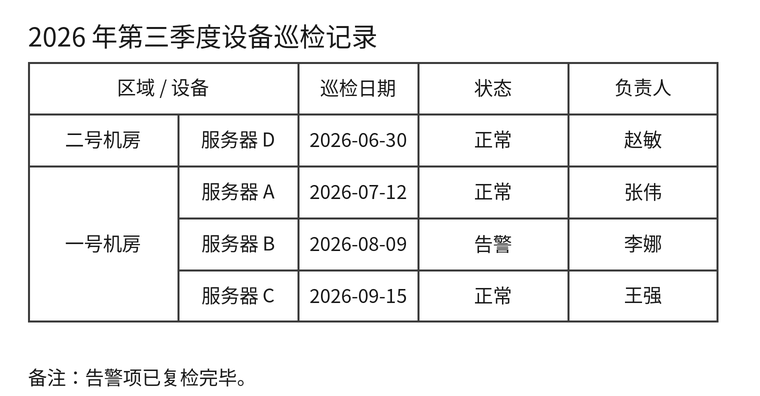 2026 年第三季度设备巡检记录
区域 / 设备 巡检日期 状态 负责人
二号机房 服务器 D 2026-06-30 正常 赵敏
一号机房 服务器 A 2026-07-12 正常 张伟
服务器 B 2026-08-09 告警 李娜
服务器 C 2026-09-15 正常 王强
备注：告警项已复检完毕。